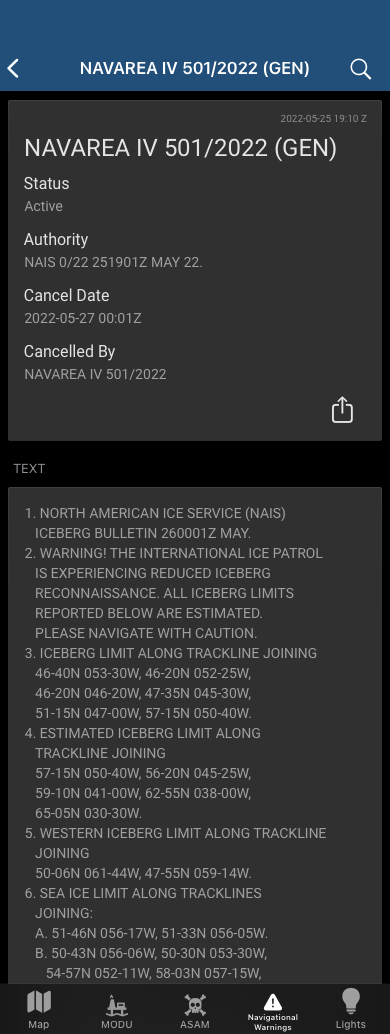 NAVAREA IV 501/2022 (GEN)
2022-05-25 19:10 Z
NAVAREA IV 501/2022 (GEN)
Status
Active
Authority
NAIS 0/22 251901Z MAY 22.
Cancel Date
2022-05-27 00:01Z
Cancelled By
NAVAREA IV 501/2022
TEXT
1. NORTH AMERICAN ICE SERVICE (NAIS)
ICEBERG BULLETIN 260001Z MAY.
2. WARNING! THE INTERNATIONAL ICE PATROL
IS EXPERIENCING REDUCED ICEBERG
RECONNAISSANCE. ALL ICEBERG LIMITS
REPORTED BELOW ARE ESTIMATED.
PLEASE NAVIGATE WITH CAUTION.
3. ICEBERG LIMIT ALONG TRACKLINE JOINING
46-40N 053-30W, 46-20N 052-25W,
46-20N 046-20W, 47-35N 045-30W,
51-15N 047-00W, 57-15N 050-40W.
4. ESTIMATED ICEBERG LIMIT ALONG
TRACKLINE JOINING
57-15N 050-40W, 56-20N 045-25W,
59-10N 041-00W, 62-55N 038-00W,
65-05N 030-30W.
5. WESTERN ICEBERG LIMIT ALONG TRACKLINE
JOINING
50-06N 061-44W, 47-55N 059-14W.
6. SEA ICE LIMIT ALONG TRACKLINES
JOINING:
A. 51-46N 056-17W, 51-33N 056-05W.
B. 50-43N 056-06W, 50-30N 053-30W,
54-57N 052-11W, 58-03N 057-15W,
Map
MODU
ASAM
Navigational
Warnings
Lights